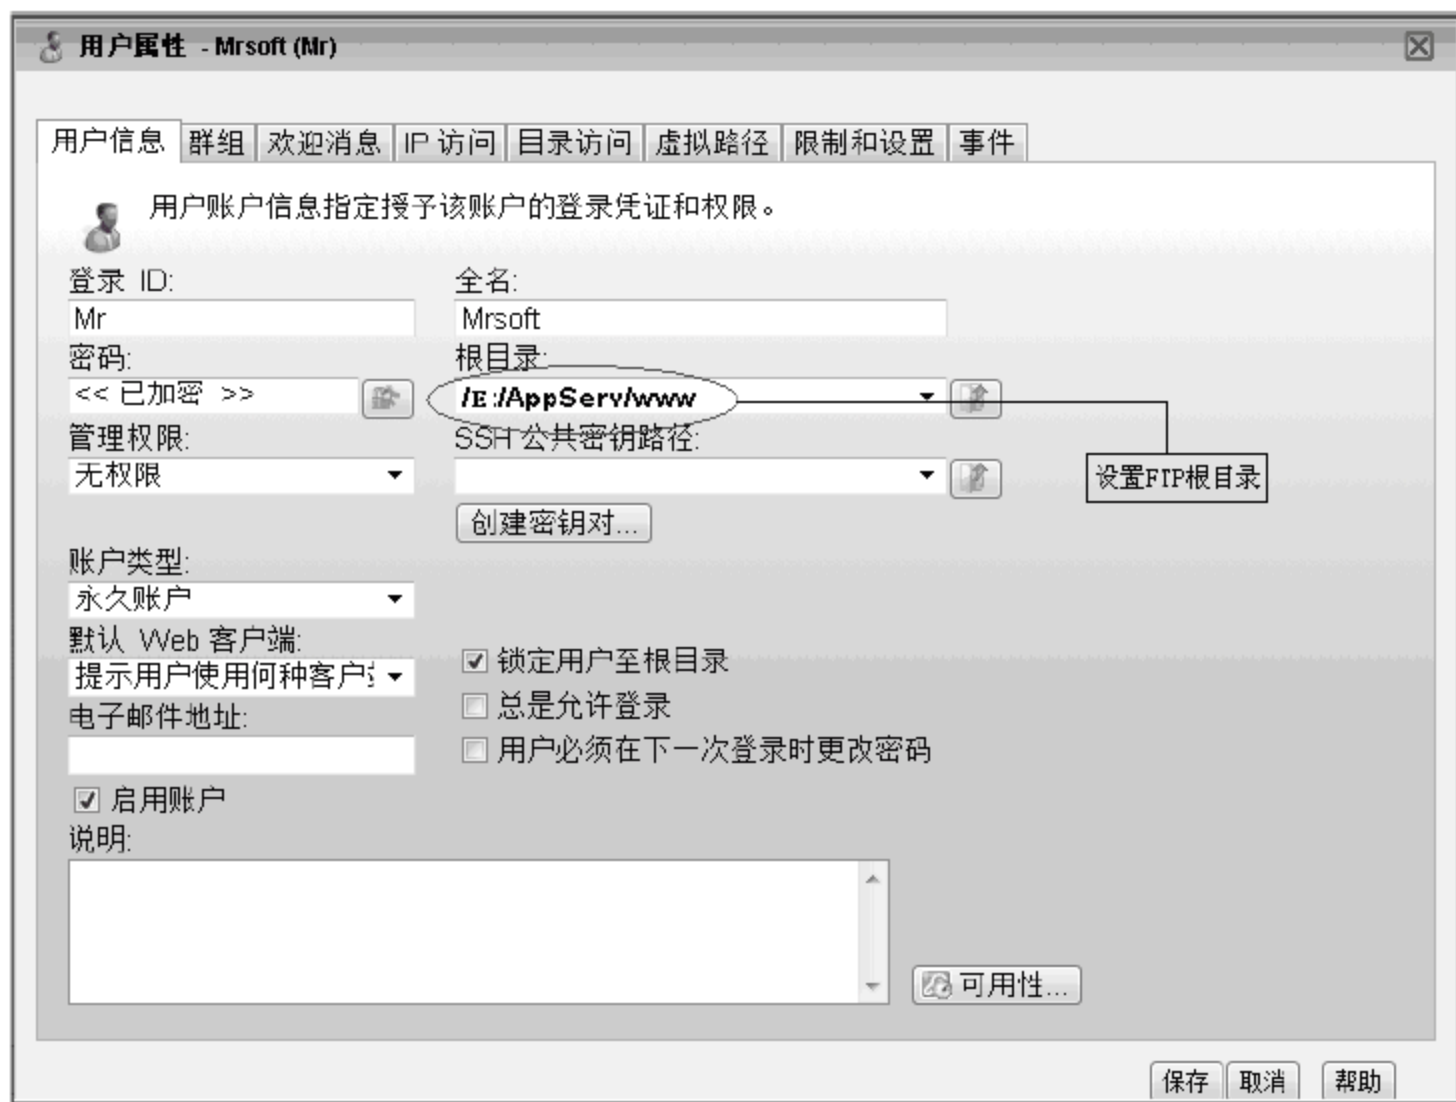 用户属性 - Mrsoft (Mr)
用户信息 群组 欢迎消息 IP 访问 目录访问 虚拟路径 限制和设置 事件
用户账户信息指定授予该账户的登录凭证和权限。
登录 ID: 全名:
Mr Mrsoft
密码: 根目录:
<< 已加密 >> /E:/AppServ/www
管理权限: SSH 公共密钥路径:
无权限 设置FTP根目录
创建密钥对...
账户类型:
永久账户
默认 Web 客户端:
锁定用户至根目录
提示用户使用何种客户
电子邮件地址: 总是允许登录
用户必须在下一次登录时更改密码
启用账户
说明:
可用性...
保存 取消 帮助